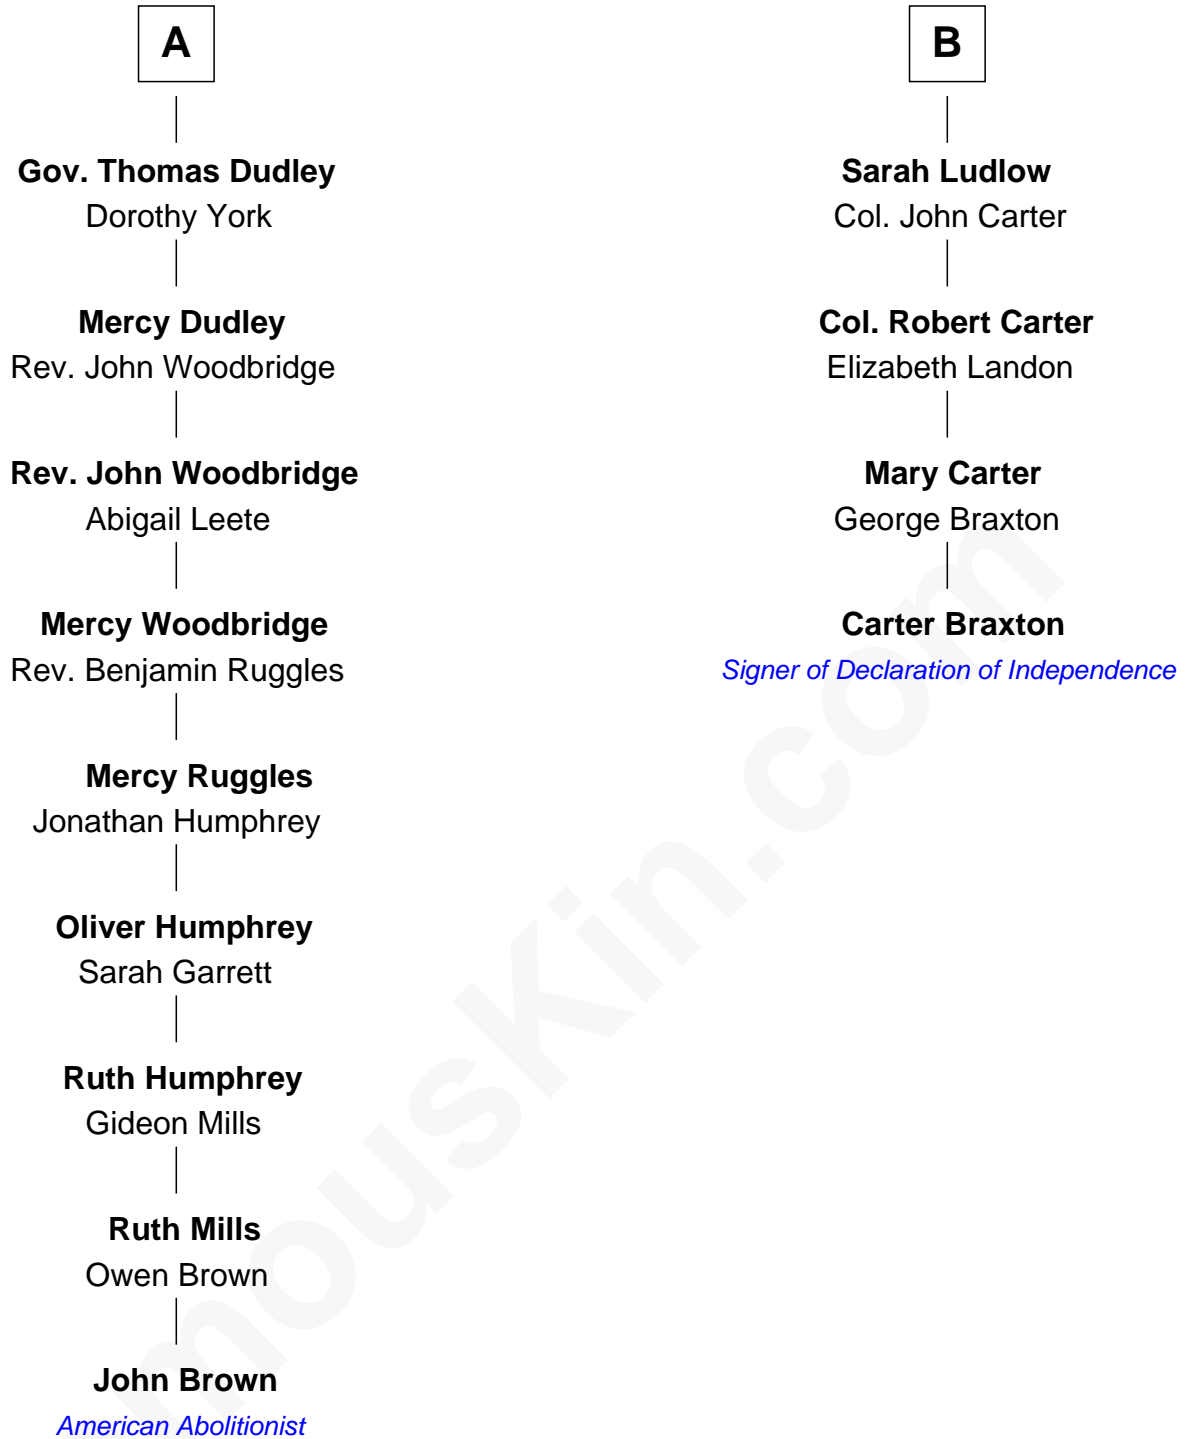 A
Gov. Thomas Dudley
Dorothy York
Mercy Dudley
Rev. John Woodbridge
Rev. John Woodbridge
Abigail Leete
Mercy Woodbridge
Rev. Benjamin Ruggles
Mercy Ruggles
Jonathan Humphrey
Oliver Humphrey
Sarah Garrett
Ruth Humphrey
Gideon Mills
Ruth Mills
Owen Brown
John Brown
American Abolitionist
B
Sarah Ludlow
Col. John Carter
Col. Robert Carter
Elizabeth Landon
Mary Carter
George Braxton
Carter Braxton
Signer of Declaration of Independence
mousKin.com